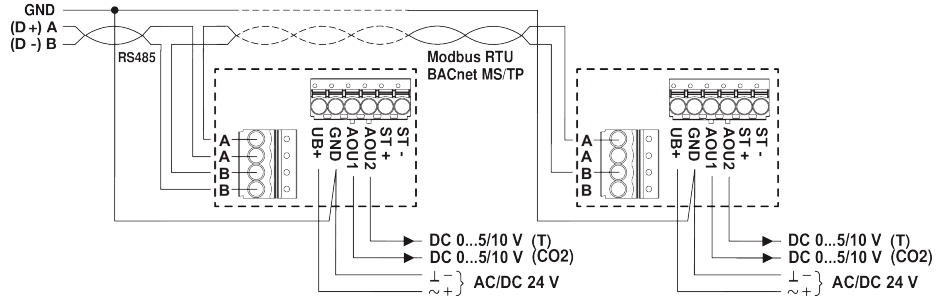 GND
(D +) A
(D -) B
RS485
Modbus RTU
BACnet MS/TP
A
A
B
B
UB+
GND
AOU1
AOU2
ST +
ST -
A
B
UB+
GND
AOU1
AOU2
ST +
ST -
DC 0...5/10 V (T)
DC 0...5/10 V (CO2)
⊥ −
~ +
AC/DC 24 V
DC 0...5/10 V (T)
DC 0...5/10 V (CO2)
⊥ −
~ +
AC/DC 24 V